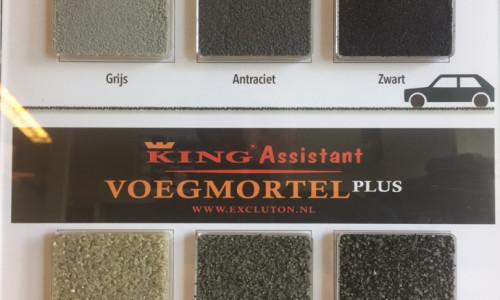 Grijs Antraciet Zwart
KING® Assistant
VOEGMORTEL PLUS
WWW.EXCLUTON.NL